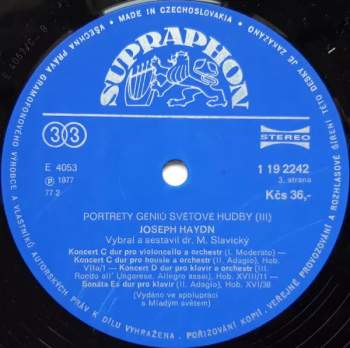 MADE IN CZECHOSLOVAKIA
VŠECHNA PRÁVA GRAMOFONOVÉHO VÝROBCE A VLASTNÍKŮ AUTORSKÝCH PRÁV K DÍLU VYHRAZENA. POŘIZOVÁNÍ KOPIÍ, VEŘEJNÉ PROVOZOVÁNÍ A ROZHLASOVÉ ŠÍŘENÍ TÉTO DESKY JE ZAKÁZÁNO
SUPRAPHON
33
STEREO
E 4053
℗ 1977
77 2
1 19 2242
3. strana
Kčs 36,-
PORTRÉTY GÉNIŮ SVĚTOVÉ HUDBY (III)
JOSEPH HAYDN
Vybral a sestavil dr. M. Slavický
Koncert C dur pro violoncello a orchestr (I. Moderato) —
Koncert C dur pro housle a orchestr (II. Adagio), Hob.
VIIa/1 — Koncert D dur pro klavír a orchestr (III.
Rondo all' Ungarese. Allegro assai), Hob. XVIII/11 —
Sonáta Es dur pro klavír (II. Adagio), Hob. XVI/38
(Vydáno ve spolupráci
s Mladým světem)